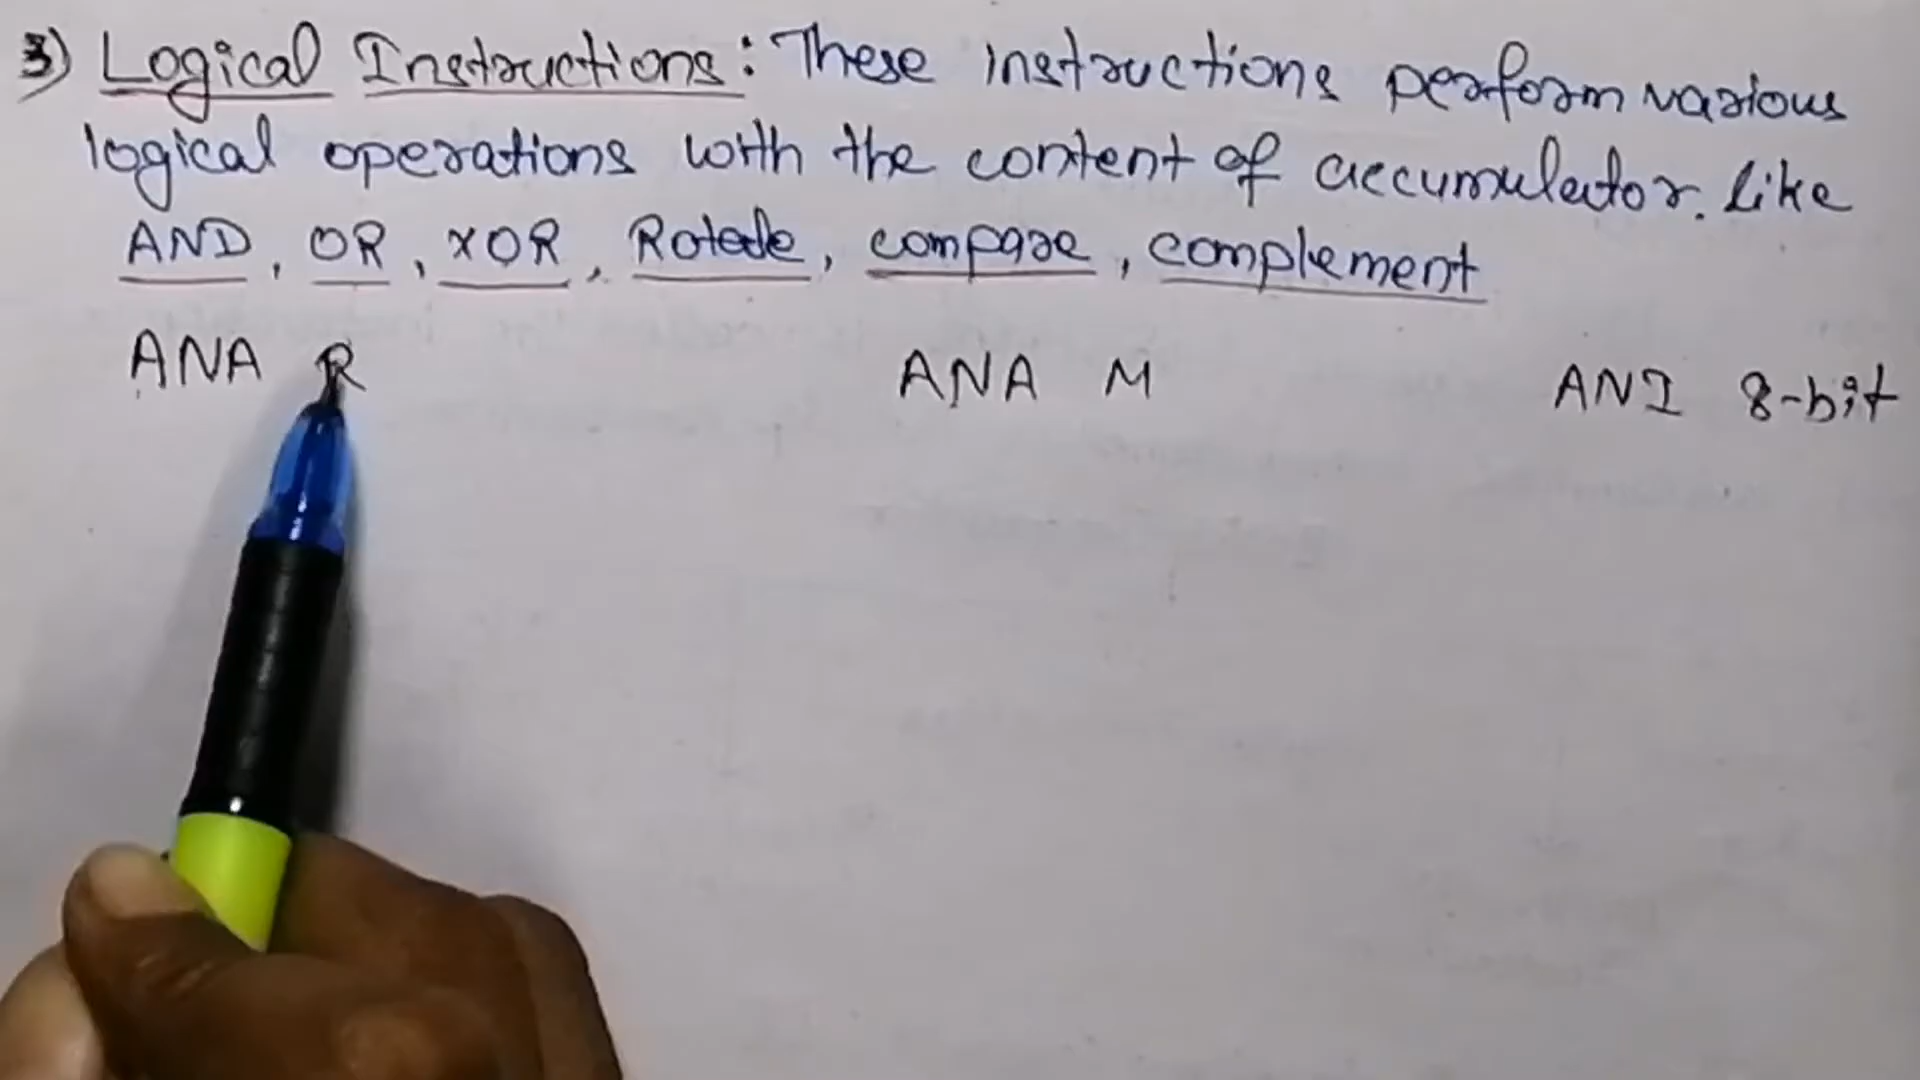 3) Logical Instructions: These instructions perform various
logical operations with the content of accumulator. Like
AND, OR, XOR, Rotate, compare, complement
ANA R ANA M ANI 8-bit